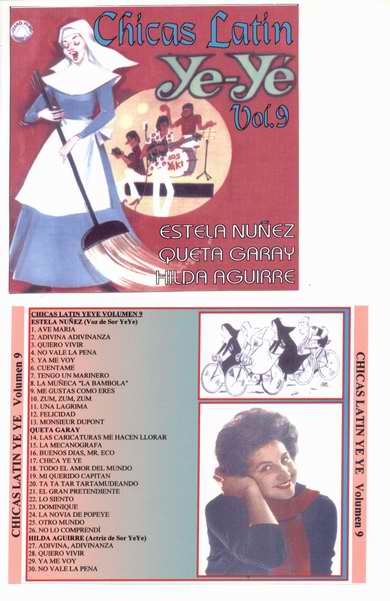 Chicas Latin
Ye-Yé
Vol.9
LOS
YAKI
ESTELA NUÑEZ
QUETA GARAY
HILDA AGUIRRE
CHICAS LATIN YE YE Volumen 9
CHICAS LATIN YEYE VOLUMEN 9
ESTELA NUÑEZ (Voz de Sor YeYe)
1. AVE MARIA
2. ADIVINA ADIVINANZA
3. QUIERO VIVIR
4. NO VALE LA PENA
5. YA ME VOY
6. CUENTAME
7. TENGO UN MARINERO
8. LA MUÑECA "LA BAMBOLA"
9. ME GUSTAS COMO ERES
10. ZUM, ZUM, ZUM
11. UNA LAGRIMA
12. FELICIDAD
13. MONSIEUR DUPONT
QUETA GARAY
14. LAS CARICATURAS ME HACEN LLORAR
15. LA MECANOGRAFA
16. BUENOS DIAS, MR. ECO
17. CHICA YE YE
18. TODO EL AMOR DEL MUNDO
19. MI QUERIDO CAPITAN
20. TA TA TAR TARTAMUDEANDO
21. EL GRAN PRETENDIENTE
22. LO SIENTO
23. DOMINIQUE
24. LA NOVIA DE POPEYE
25. OTRO MUNDO
26. NO LO COMPRENDÍ
HILDA AGUIRRE (Actriz de Sor YeYe)
27. ADIVINA, ADIVINANZA
28. QUIERO VIVIR
29. YA ME VOY
30. NO VALE LA PENA
CHICAS LATIN YE YE Volumen 9